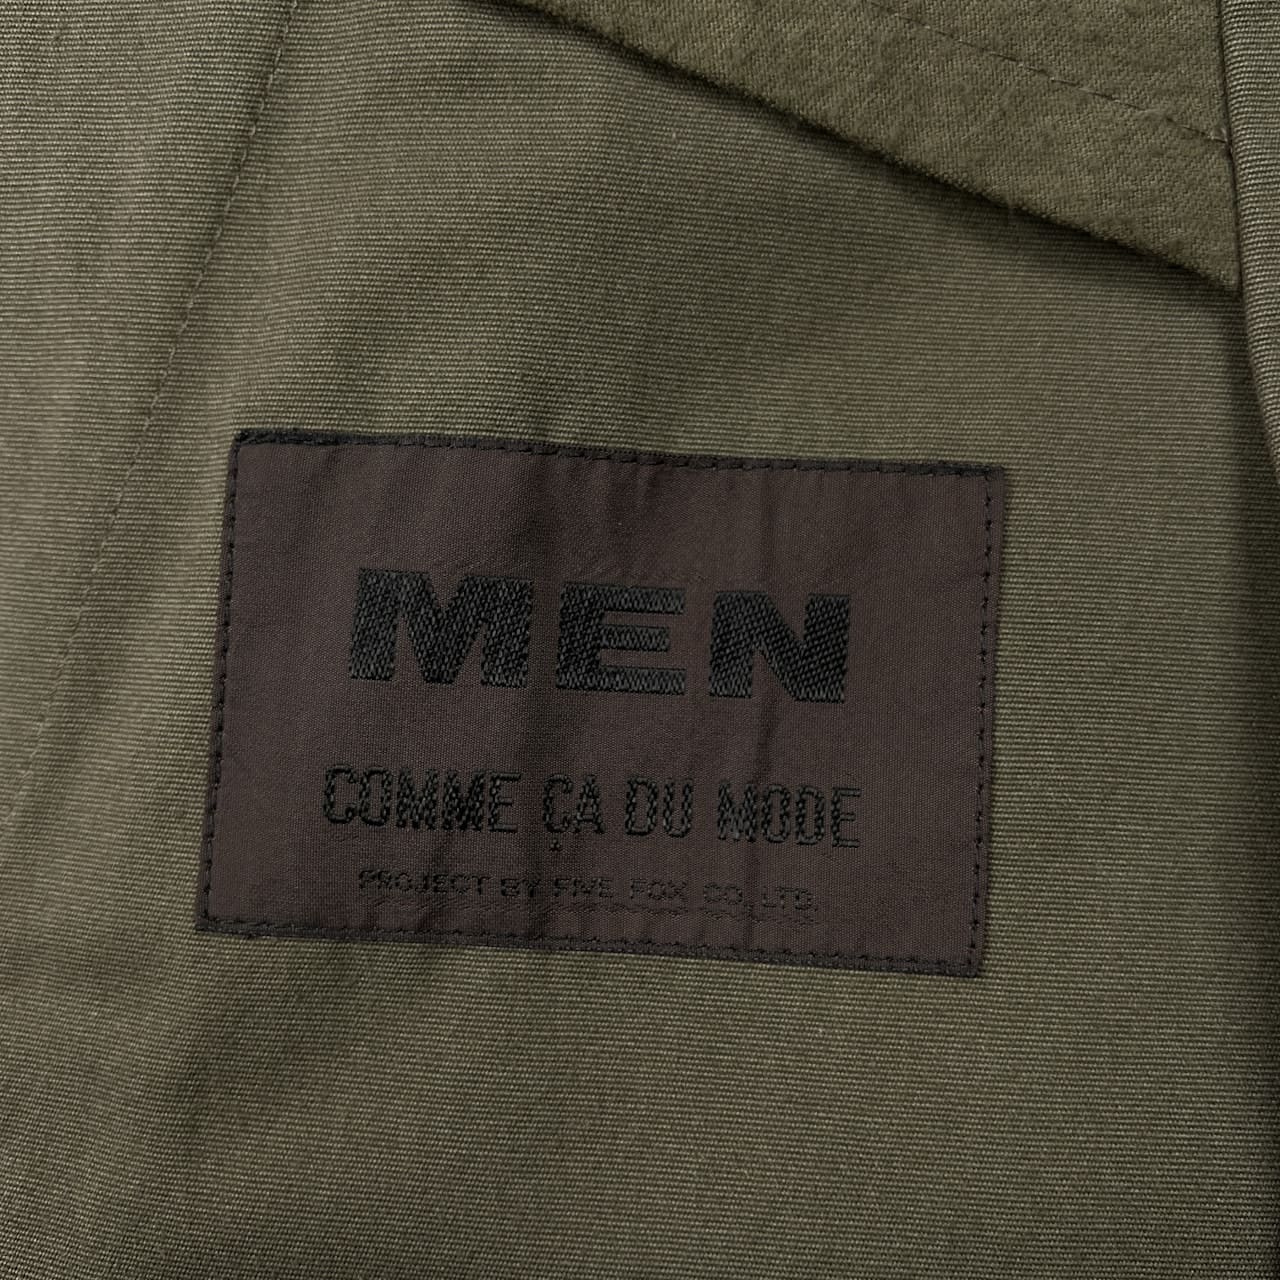 MEN
COMME ÇA DU MODE
PROJECT BY FIVE FOX CO., LTD.